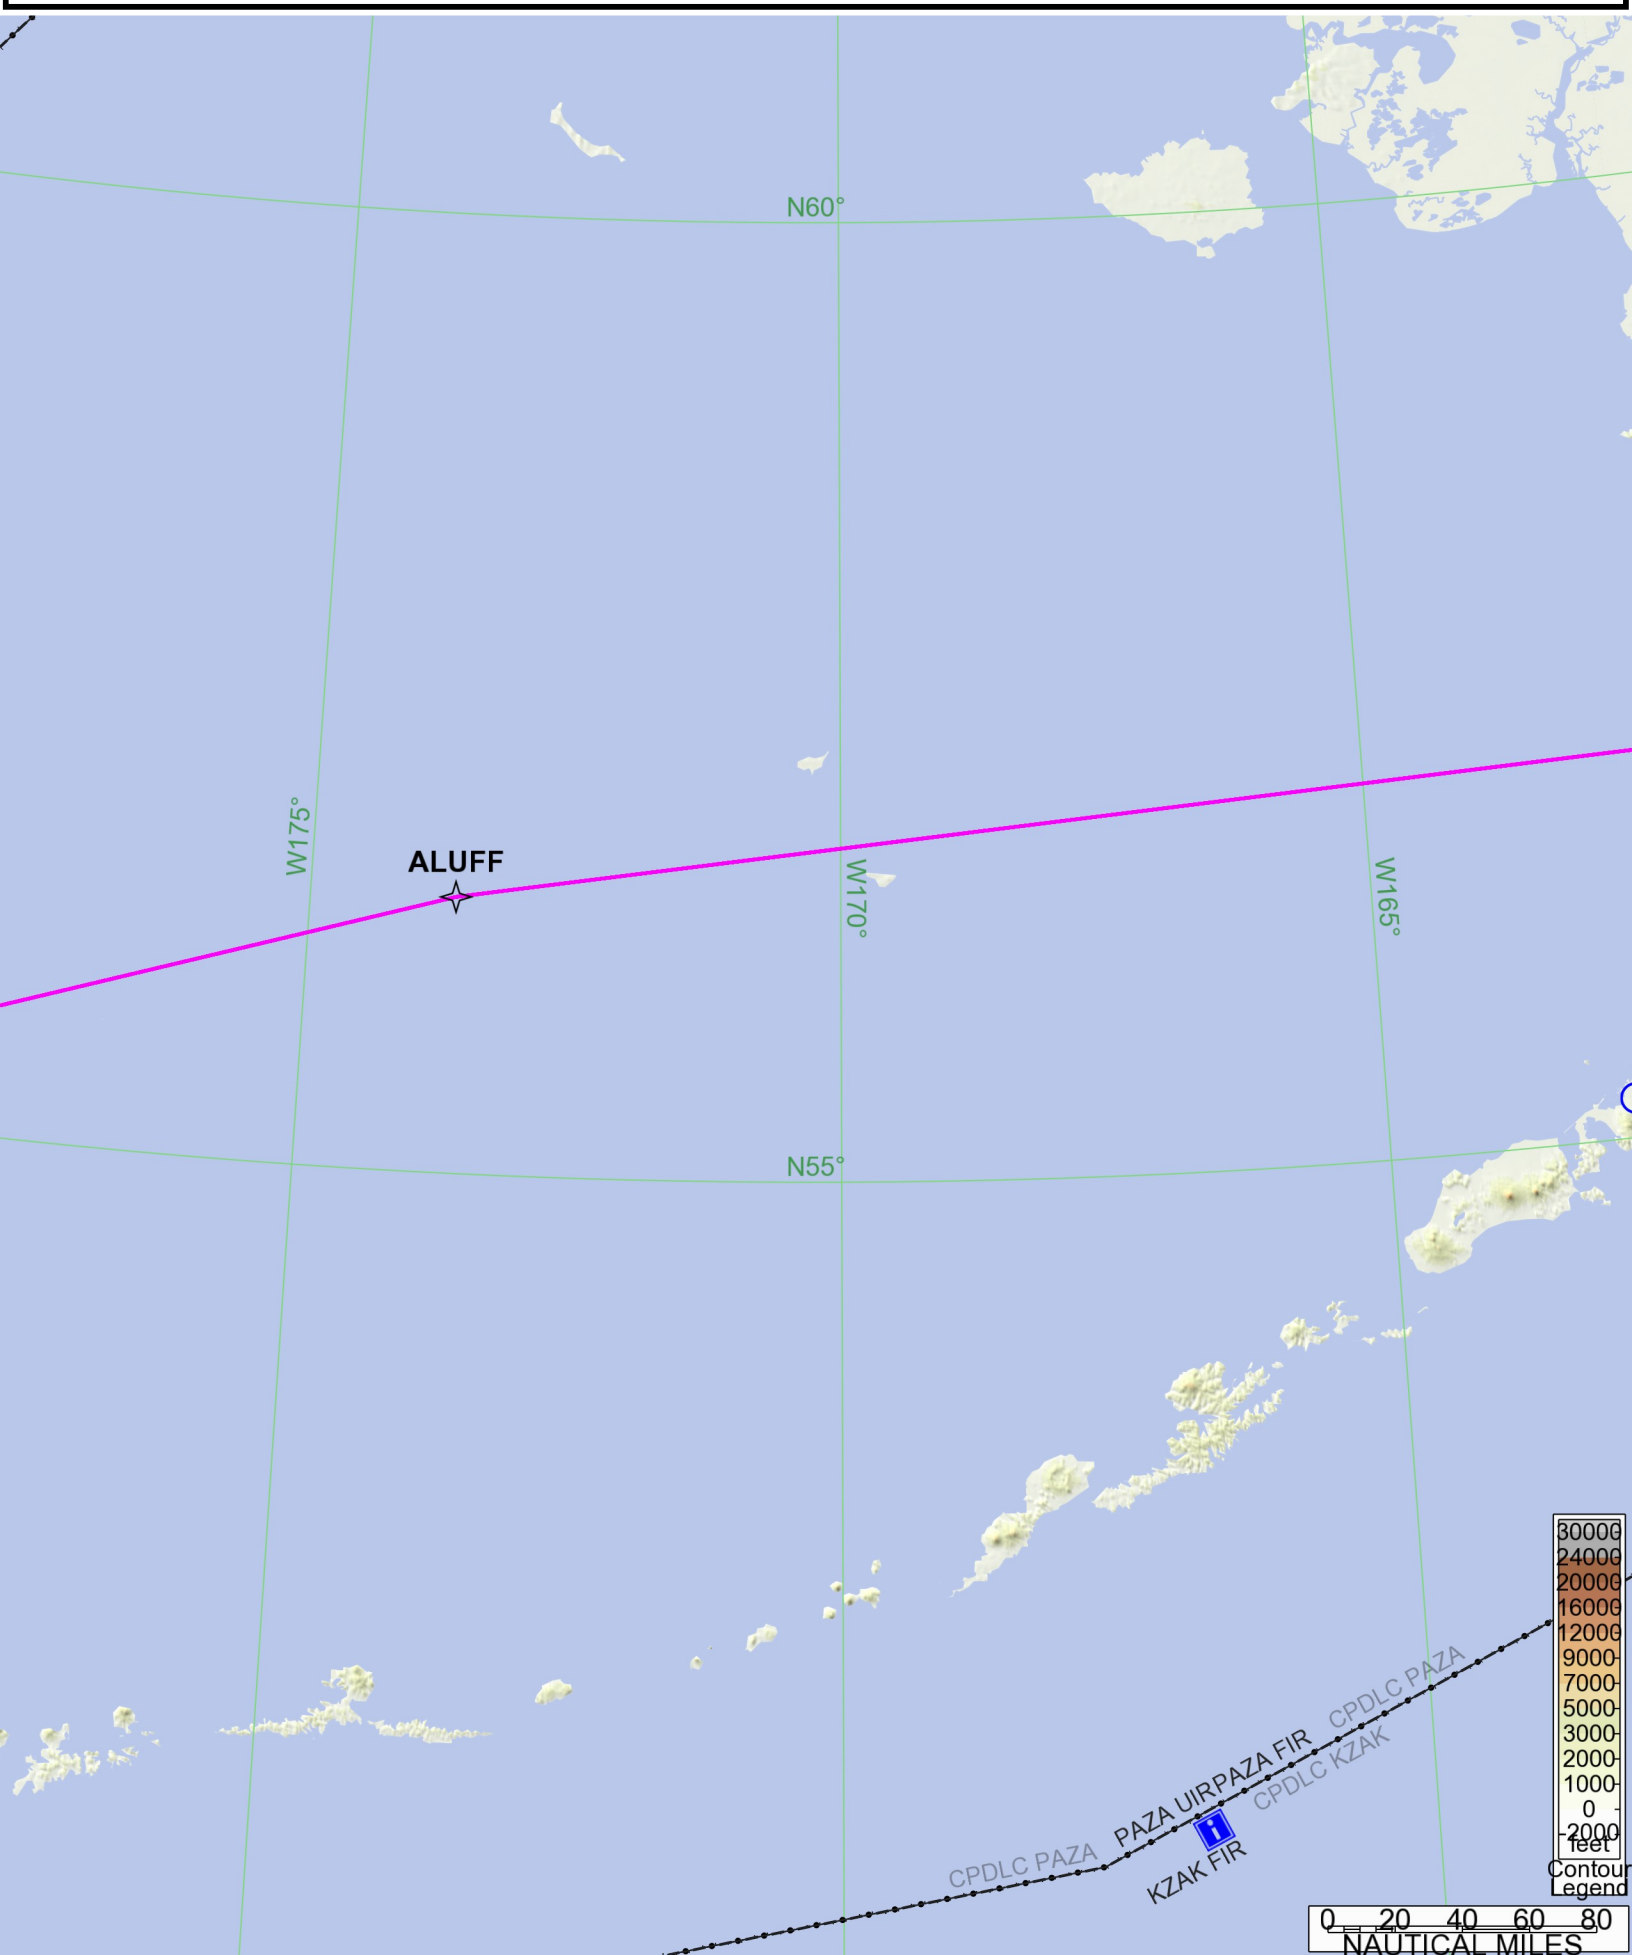 N60°
W175°
ALUFF
W170°
W165°
N55°
30000
24000
20000
16000
12000
9000
7000
5000
3000
2000
1000
0
-2000
feet
Contour
Legend
CPDLC PAZA
PAZA UIRPAZA FIR
CPDLC KZAK
KZAK FIR
CPDLC PAZA
0 20 40 60 80
NAUTICAL MILES